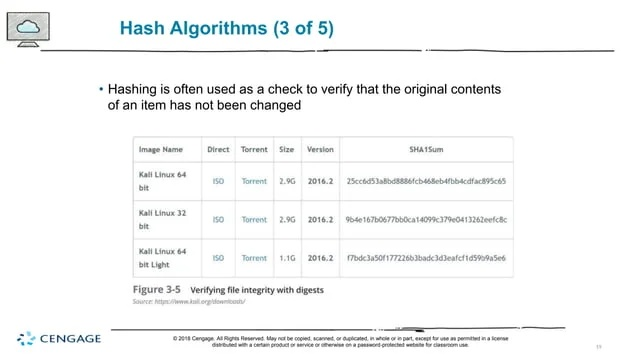 Hash Algorithms (3 of 5)
• Hashing is often used as a check to verify that the original contents
of an item has not been changed
Image Name Direct Torrent Size Version SHA1Sum
Kali Linux 64
bit
ISO Torrent 2.9G 2016.2 25cc6d53a8bd8886fcb468eb4fbb4cdfac895c65
Kali Linux 32
bit
ISO Torrent 2.9G 2016.2 9b4e167b0677bb0ca14099c379e0413262eefc8c
Kali Linux 64
bit Light
ISO Torrent 1.1G 2016.2 f7bdc3a50f177226b3badc3d3eafcf1d59b9a5e6
Figure 3-5 Verifying file integrity with digests
Source: https://www.kali.org/downloads/
CENGAGE
© 2018 Cengage. All Rights Reserved. May not be copied, scanned, or duplicated, in whole or in part, except for use as permitted in a license
distributed with a certain product or service or otherwise on a password-protected website for classroom use.